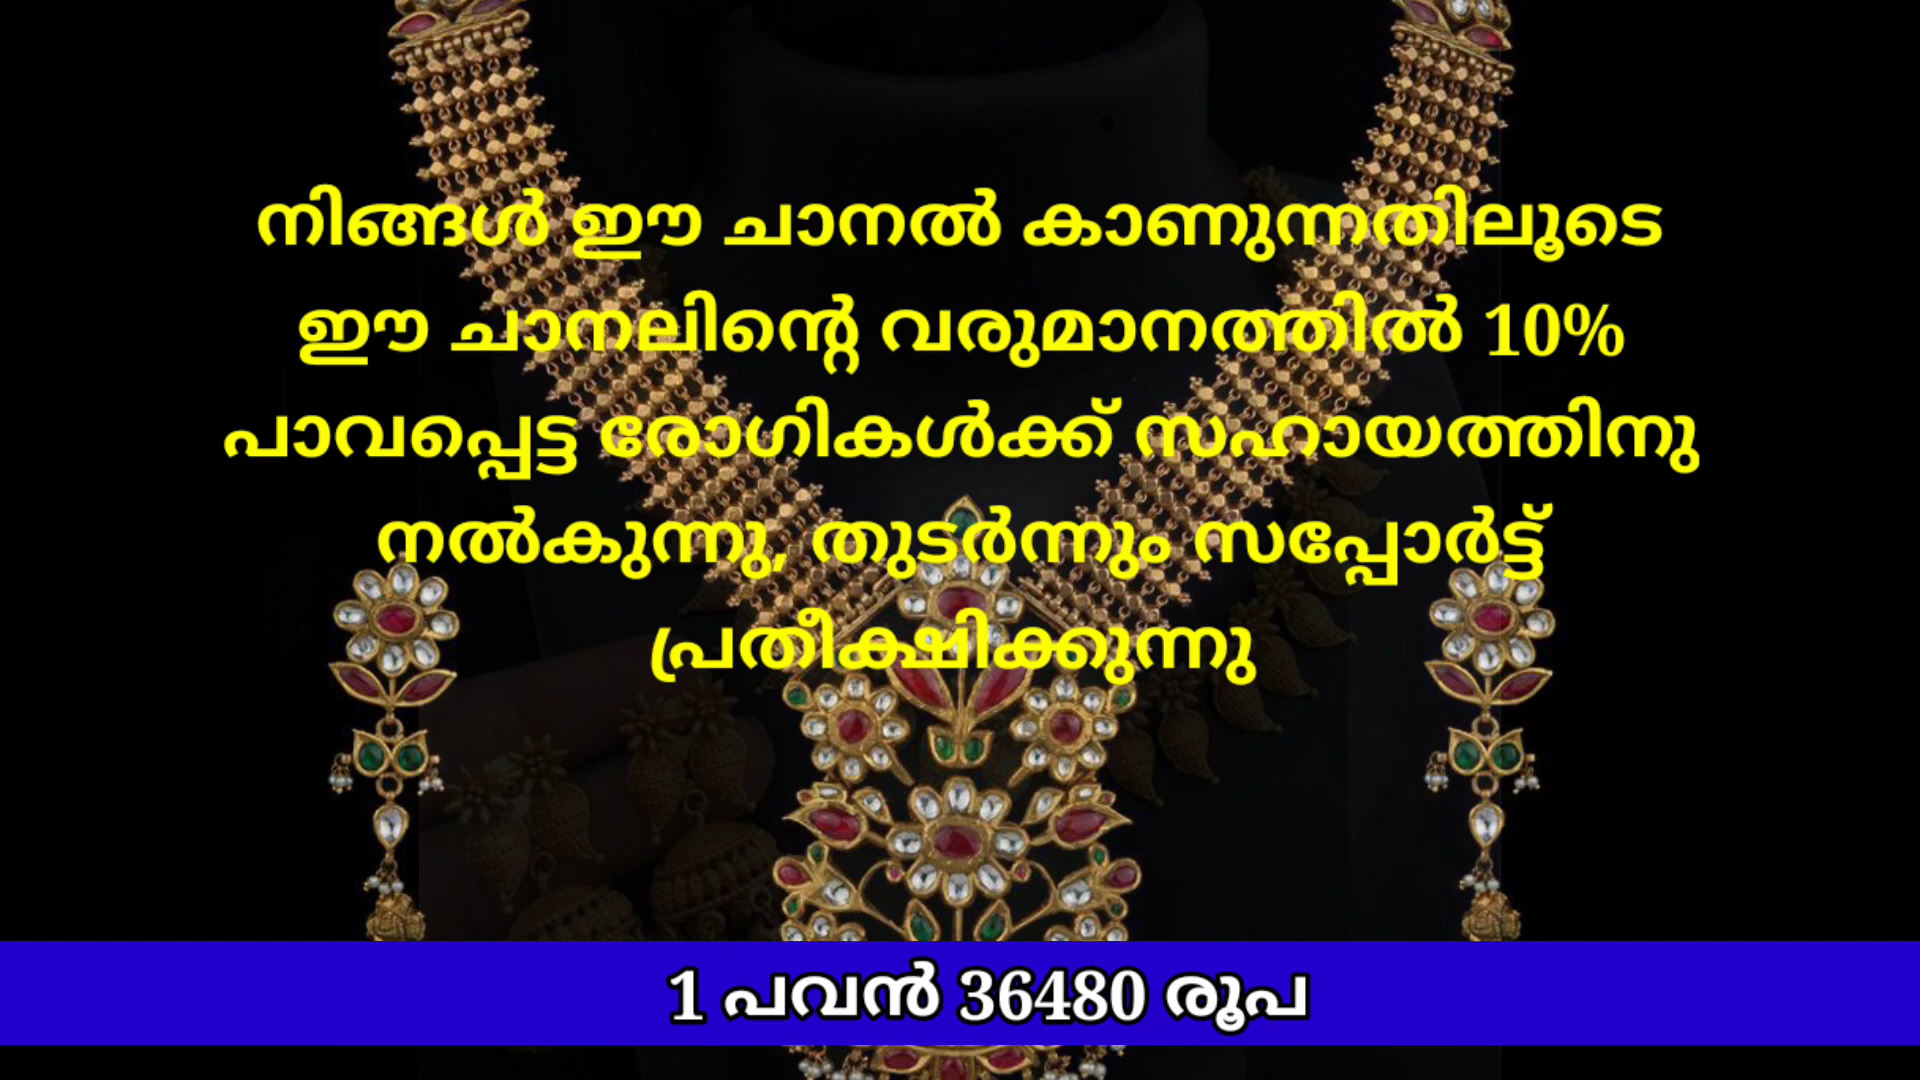 നിങ്ങൾ ഈ ചാനൽ കാണുന്നതിലൂടെ
ഈ ചാനലിന്റെ വരുമാനത്തിൽ 10%
പാവപ്പെട്ട രോഗികൾക്ക് സഹായത്തിനു
നൽകുന്നു, തുടർന്നും സപ്പോർട്ട്
പ്രതീക്ഷിക്കുന്നു
1 പവൻ 36480 രൂപ